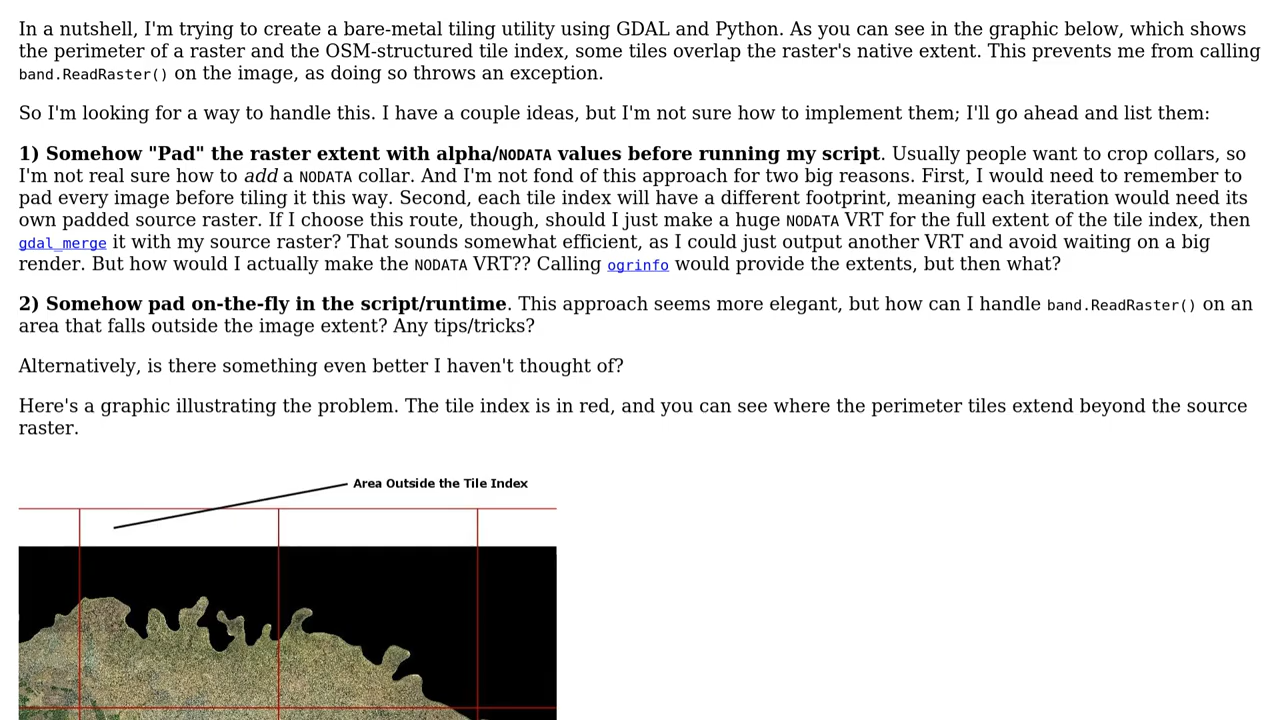 In a nutshell, I'm trying to create a bare-metal tiling utility using GDAL and Python. As you can see in the graphic below, which shows
the perimeter of a raster and the OSM-structured tile index, some tiles overlap the raster's native extent. This prevents me from calling
band.ReadRaster() on the image, as doing so throws an exception.
So I'm looking for a way to handle this. I have a couple ideas, but I'm not sure how to implement them; I'll go ahead and list them:
1) Somehow "Pad" the raster extent with alpha/NODATA values before running my script. Usually people want to crop collars, so
I'm not real sure how to add a NODATA collar. And I'm not fond of this approach for two big reasons. First, I would need to remember to
pad every image before tiling it this way. Second, each tile index will have a different footprint, meaning each iteration would need its
own padded source raster. If I choose this route, though, should I just make a huge NODATA VRT for the full extent of the tile index, then
gdal_merge it with my source raster? That sounds somewhat efficient, as I could just output another VRT and avoid waiting on a big
render. But how would I actually make the NODATA VRT?? Calling ogrinfo would provide the extents, but then what?
2) Somehow pad on-the-fly in the script/runtime. This approach seems more elegant, but how can I handle band.ReadRaster() on an
area that falls outside the image extent? Any tips/tricks?
Alternatively, is there something even better I haven't thought of?
Here's a graphic illustrating the problem. The tile index is in red, and you can see where the perimeter tiles extend beyond the source
raster.
Area Outside the Tile Index